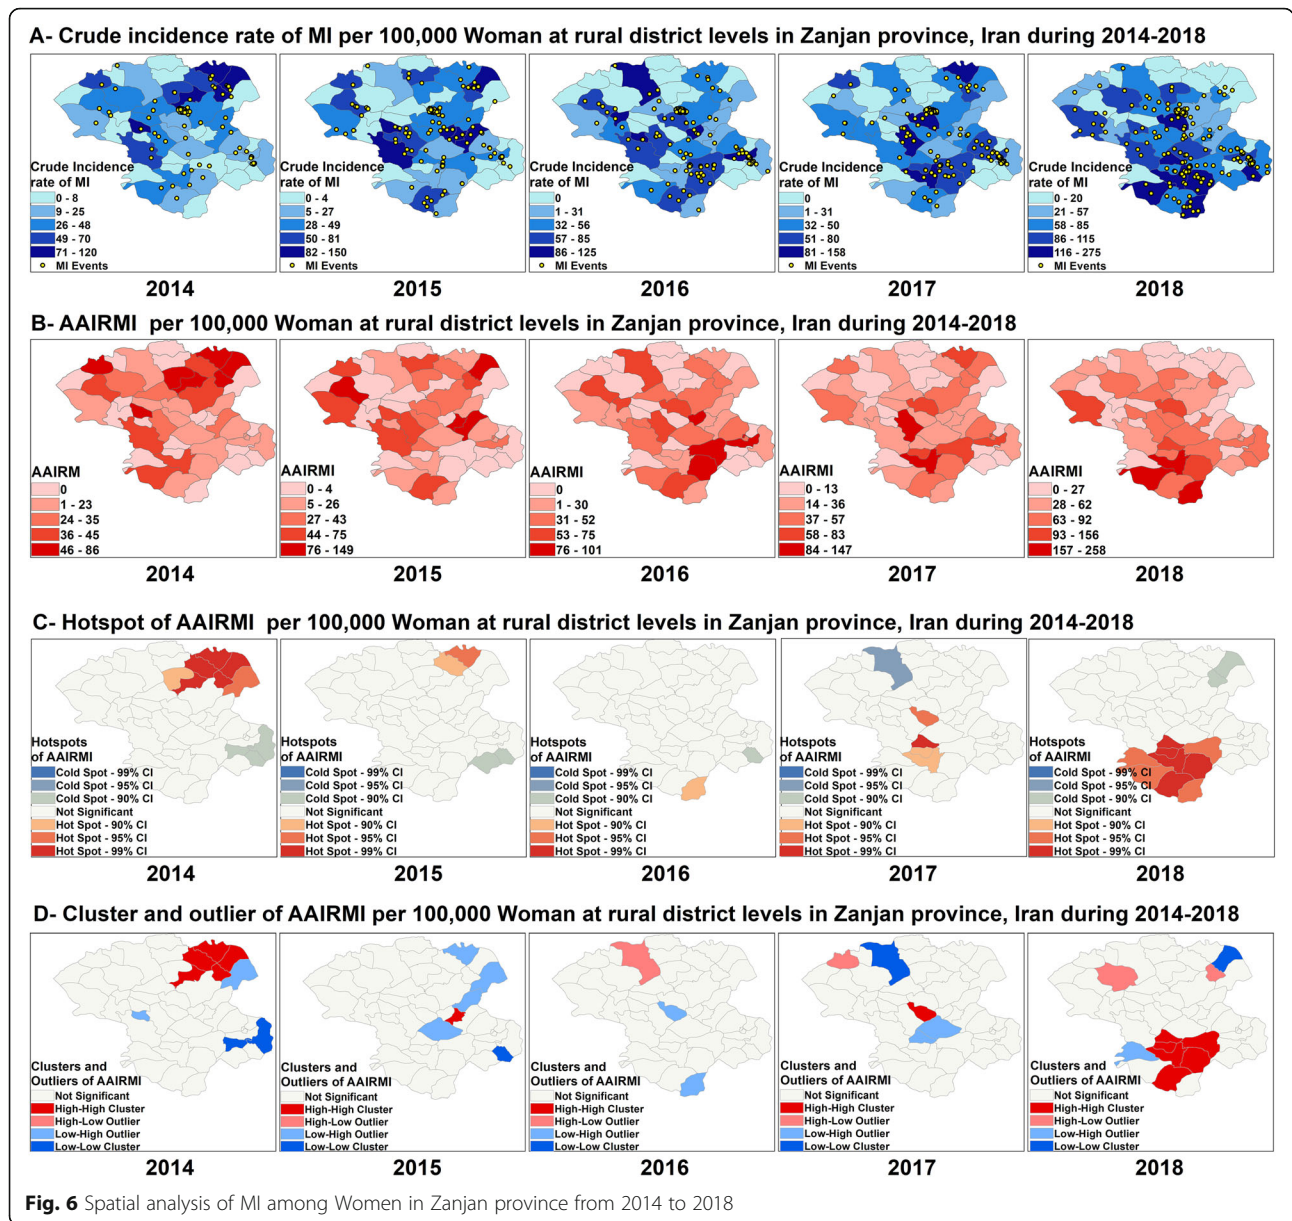 A- Crude incidence rate of MI per 100,000 Woman at rural district levels in Zanjan province, Iran during 2014-2018
Crude Incidence
rate of MI
0 - 8
9 - 25
26 - 48
49 - 70
71 - 120
MI Events
2014
Crude Incidence
rate of MI
0 - 4
5 - 27
28 - 49
50 - 81
82 - 150
MI Events
2015
Crude Incidence
rate of MI
0
1 - 31
32 - 56
57 - 85
86 - 125
MI Events
2016
Crude Incidence
rate of MI
0
1 - 31
32 - 50
51 - 80
81 - 158
MI Events
2017
Crude Incidence
rate of MI
0 - 20
21 - 57
58 - 85
86 - 115
116 - 275
MI Events
2018
B- AAIRMI per 100,000 Woman at rural district levels in Zanjan province, Iran during 2014-2018
AAIRM
0
1 - 23
24 - 35
36 - 45
46 - 86
2014
AAIRMI
0 - 4
5 - 26
27 - 43
44 - 75
76 - 149
2015
AAIRMI
0
1 - 30
31 - 52
53 - 75
76 - 101
2016
AAIRMI
0 - 13
14 - 36
37 - 57
58 - 83
84 - 147
2017
AAIRMI
0 - 27
28 - 62
63 - 92
93 - 156
157 - 258
2018
C- Hotspot of AAIRMI per 100,000 Woman at rural district levels in Zanjan province, Iran during 2014-2018
Hotspots
of AAIRMI
Cold Spot - 99% CI
Cold Spot - 95% CI
Cold Spot - 90% CI
Not Significant
Hot Spot - 90% CI
Hot Spot - 95% CI
Hot Spot - 99% CI
2014
Hotspots
of AAIRMI
Cold Spot - 99% CI
Cold Spot - 95% CI
Cold Spot - 90% CI
Not Significant
Hot Spot - 90% CI
Hot Spot - 95% CI
Hot Spot - 99% CI
2015
Hotspots
of AAIRMI
Cold Spot - 99% CI
Cold Spot - 95% CI
Cold Spot - 90% CI
Not Significant
Hot Spot - 90% CI
Hot Spot - 95% CI
Hot Spot - 99% CI
2016
Hotspots
of AAIRMI
Cold Spot - 99% CI
Cold Spot - 95% CI
Cold Spot - 90% CI
Not Significant
Hot Spot - 90% CI
Hot Spot - 95% CI
Hot Spot - 99% CI
2017
Hotspots
of AAIRMI
Cold Spot - 99% CI
Cold Spot - 95% CI
Cold Spot - 90% CI
Not Significant
Hot Spot - 90% CI
Hot Spot - 95% CI
Hot Spot - 99% CI
2018
D- Cluster and outlier of AAIRMI per 100,000 Woman at rural district levels in Zanjan province, Iran during 2014-2018
Clusters and
Outliers of AAIRMI
Not Significant
High-High Cluster
High-Low Outlier
Low-High Outlier
Low-Low Cluster
2014
Clusters and
Outliers of AAIRMI
Not Significant
High-High Cluster
High-Low Outlier
Low-High Outlier
Low-Low Cluster
2015
Clusters and
Outliers of AAIRMI
Not Significant
High-High Cluster
High-Low Outlier
Low-High Outlier
Low-Low Cluster
2016
Clusters and
Outliers of AAIRMI
Not Significant
High-High Cluster
High-Low Outlier
Low-High Outlier
Low-Low Cluster
2017
Clusters and
Outliers of AAIRMI
Not Significant
High-High Cluster
High-Low Outlier
Low-High Outlier
Low-Low Cluster
2018
Fig. 6 Spatial analysis of MI among Women in Zanjan province from 2014 to 2018